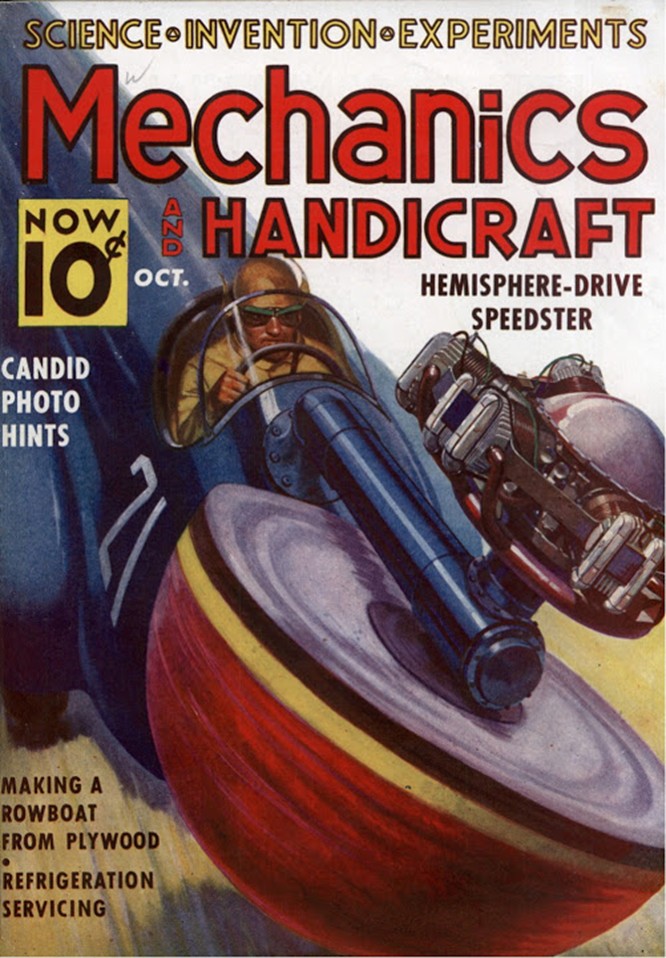 SCIENCE•INVENTION•EXPERIMENTS
Mechanics
AND HANDICRAFT
NOW
10¢
OCT.
HEMISPHERE-DRIVE
SPEEDSTER
CANDID
PHOTO
HINTS
MAKING A
ROWBOAT
FROM PLYWOOD
•
REFRIGERATION
SERVICING